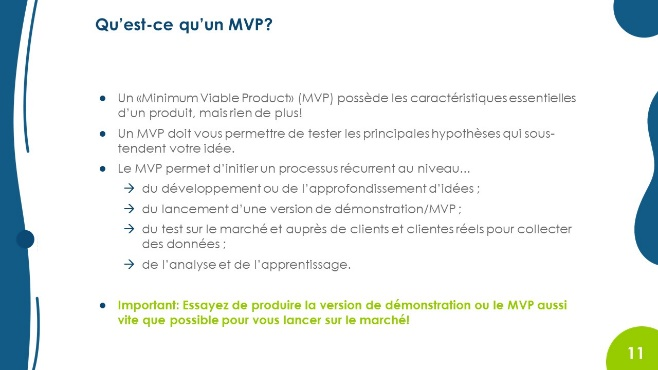 Qu’est-ce qu’un MVP?
● Un «Minimum Viable Product» (MVP) possède les caractéristiques essentielles
d’un produit, mais rien de plus!
● Un MVP doit vous permettre de tester les principales hypothèses qui sous-
tendent votre idée.
● Le MVP permet d’initier un processus récurrent au niveau...
→ du développement ou de l’approfondissement d’idées ;
→ du lancement d’une version de démonstration/MVP ;
→ du test sur le marché et auprès de clients et clientes réels pour collecter
des données ;
→ de l’analyse et de l’apprentissage.
● Important: Essayez de produire la version de démonstration ou le MVP aussi
vite que possible pour vous lancer sur le marché!
11